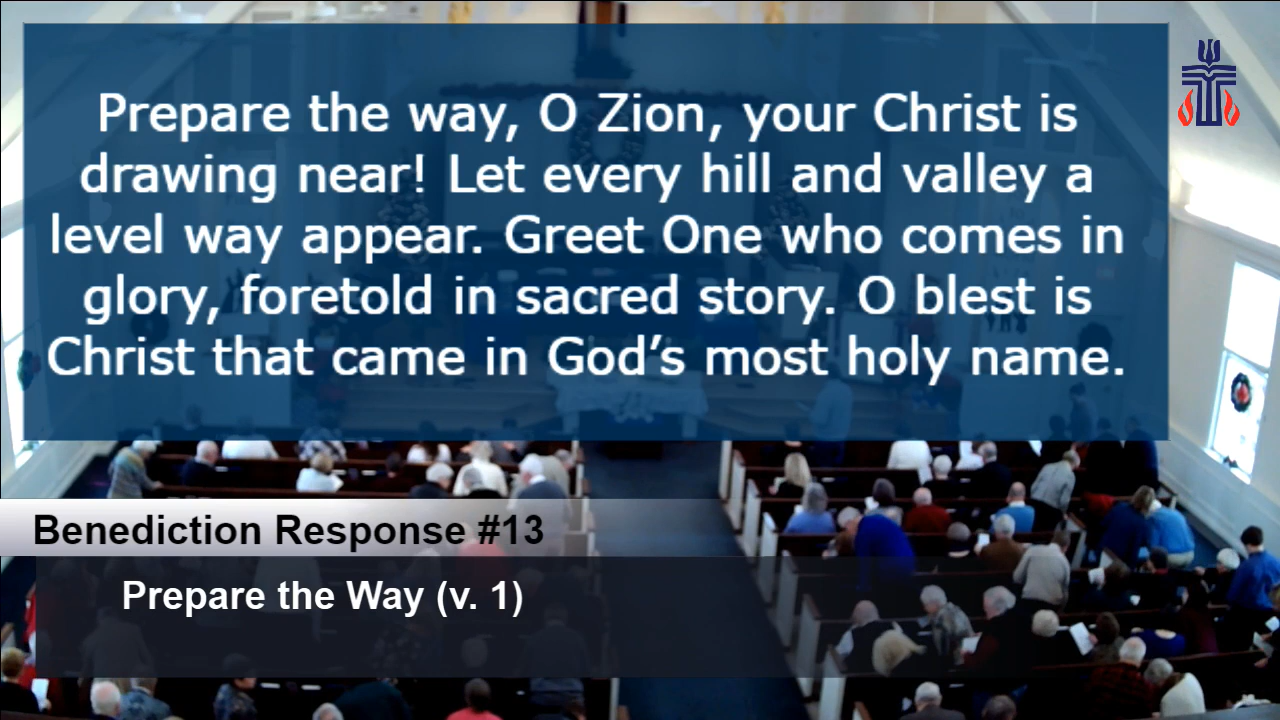 Prepare the way, O Zion, your Christ is
drawing near! Let every hill and valley a
level way appear. Greet One who comes in
glory, foretold in sacred story. O blest is
Christ that came in God’s most holy name.
Benediction Response #13
Prepare the Way (v. 1)